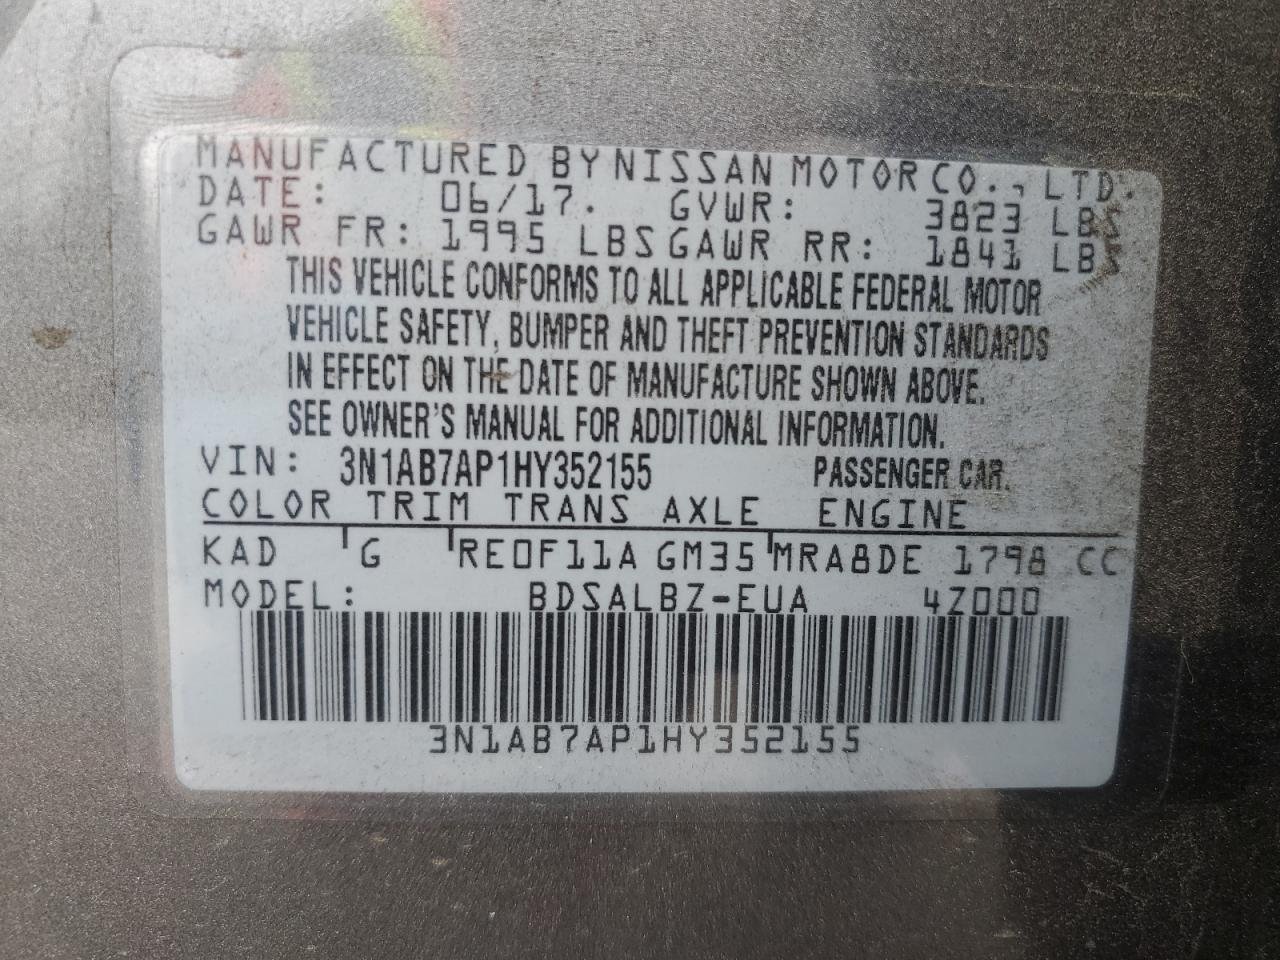 MANUFACTURED BY NISSAN MOTOR CO., LTD.
DATE: 06/17. GVWR: 3823 LBS
GAWR FR: 1995 LBS GAWR RR: 1841 LBS
THIS VEHICLE CONFORMS TO ALL APPLICABLE FEDERAL MOTOR
VEHICLE SAFETY, BUMPER AND THEFT PREVENTION STANDARDS
IN EFFECT ON THE DATE OF MANUFACTURE SHOWN ABOVE.
SEE OWNER'S MANUAL FOR ADDITIONAL INFORMATION.
VIN: 3N1AB7AP1HY352155 PASSENGER CAR.
COLOR TRIM TRANS AXLE ENGINE
KAD G RE0F11A GM35 MRA8DE 1798 CC
MODEL: BDSALBZ-EUA 4Z000
3N1AB7AP1HY352155